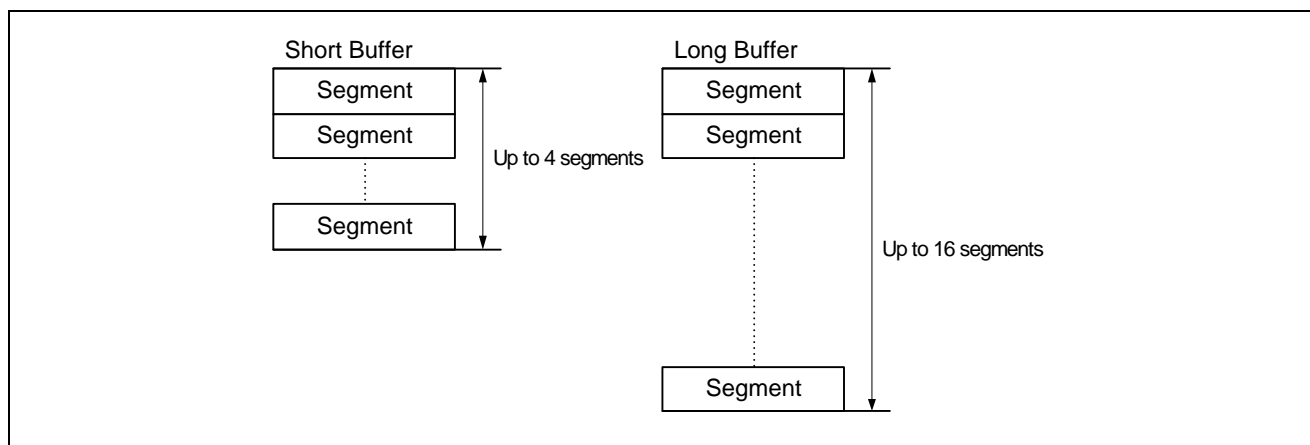 Short Buffer
Segment
Segment
Segment
Up to 4 segments
Long Buffer
Segment
Segment
Segment
Up to 16 segments